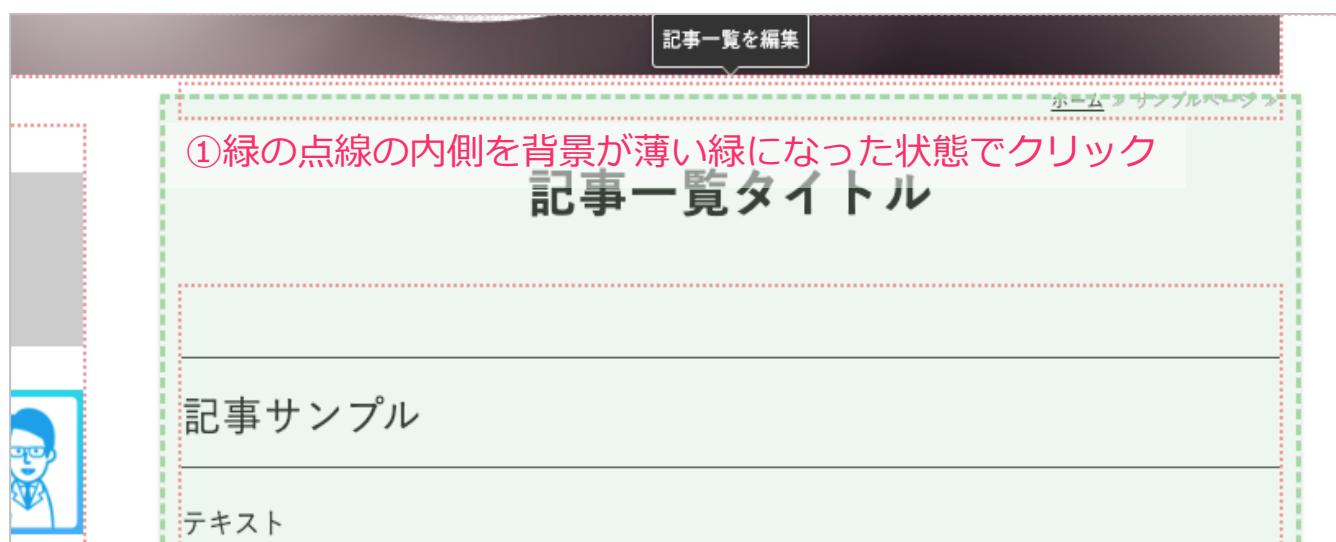 記事一覧を編集
ホーム ≫ サンプルページ ≫
①緑の点線の内側を背景が薄い緑になった状態でクリック
記事一覧タイトル
記事サンプル
テキスト